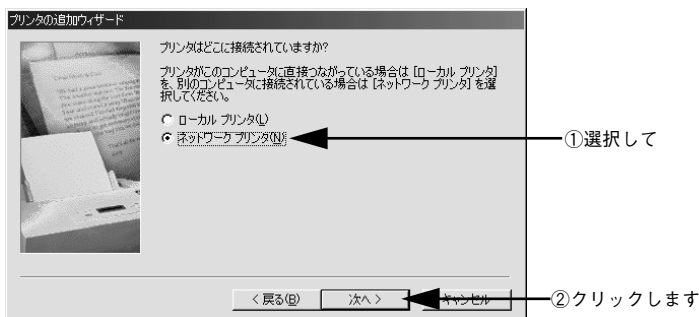 プリンタの追加ウィザード
プリンタはどこに接続されていますか?
プリンタがこのコンピュータに直接つながっている場合は [ローカル プリンタ]
を、別のコンピュータに接続されている場合は [ネットワーク プリンタ] を選
択してください。
ローカル プリンタ(L)
ネットワーク プリンタ(N)
①選択して
< 戻る(B)
次へ >
キャンセル
②クリックします